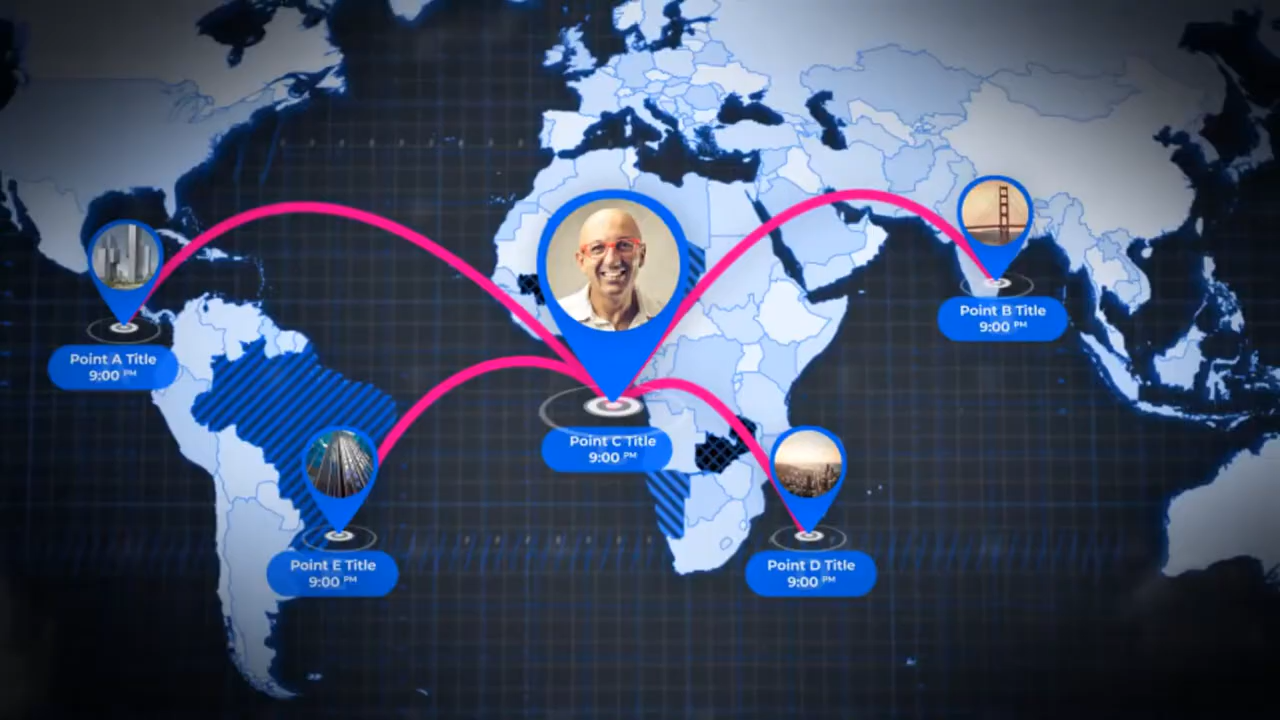 Point B Title
9:00 PM
Point A Title
9:00 PM
Point C Title
9:00 PM
Point E Title
9:00 PM
Point D Title
9:00 PM